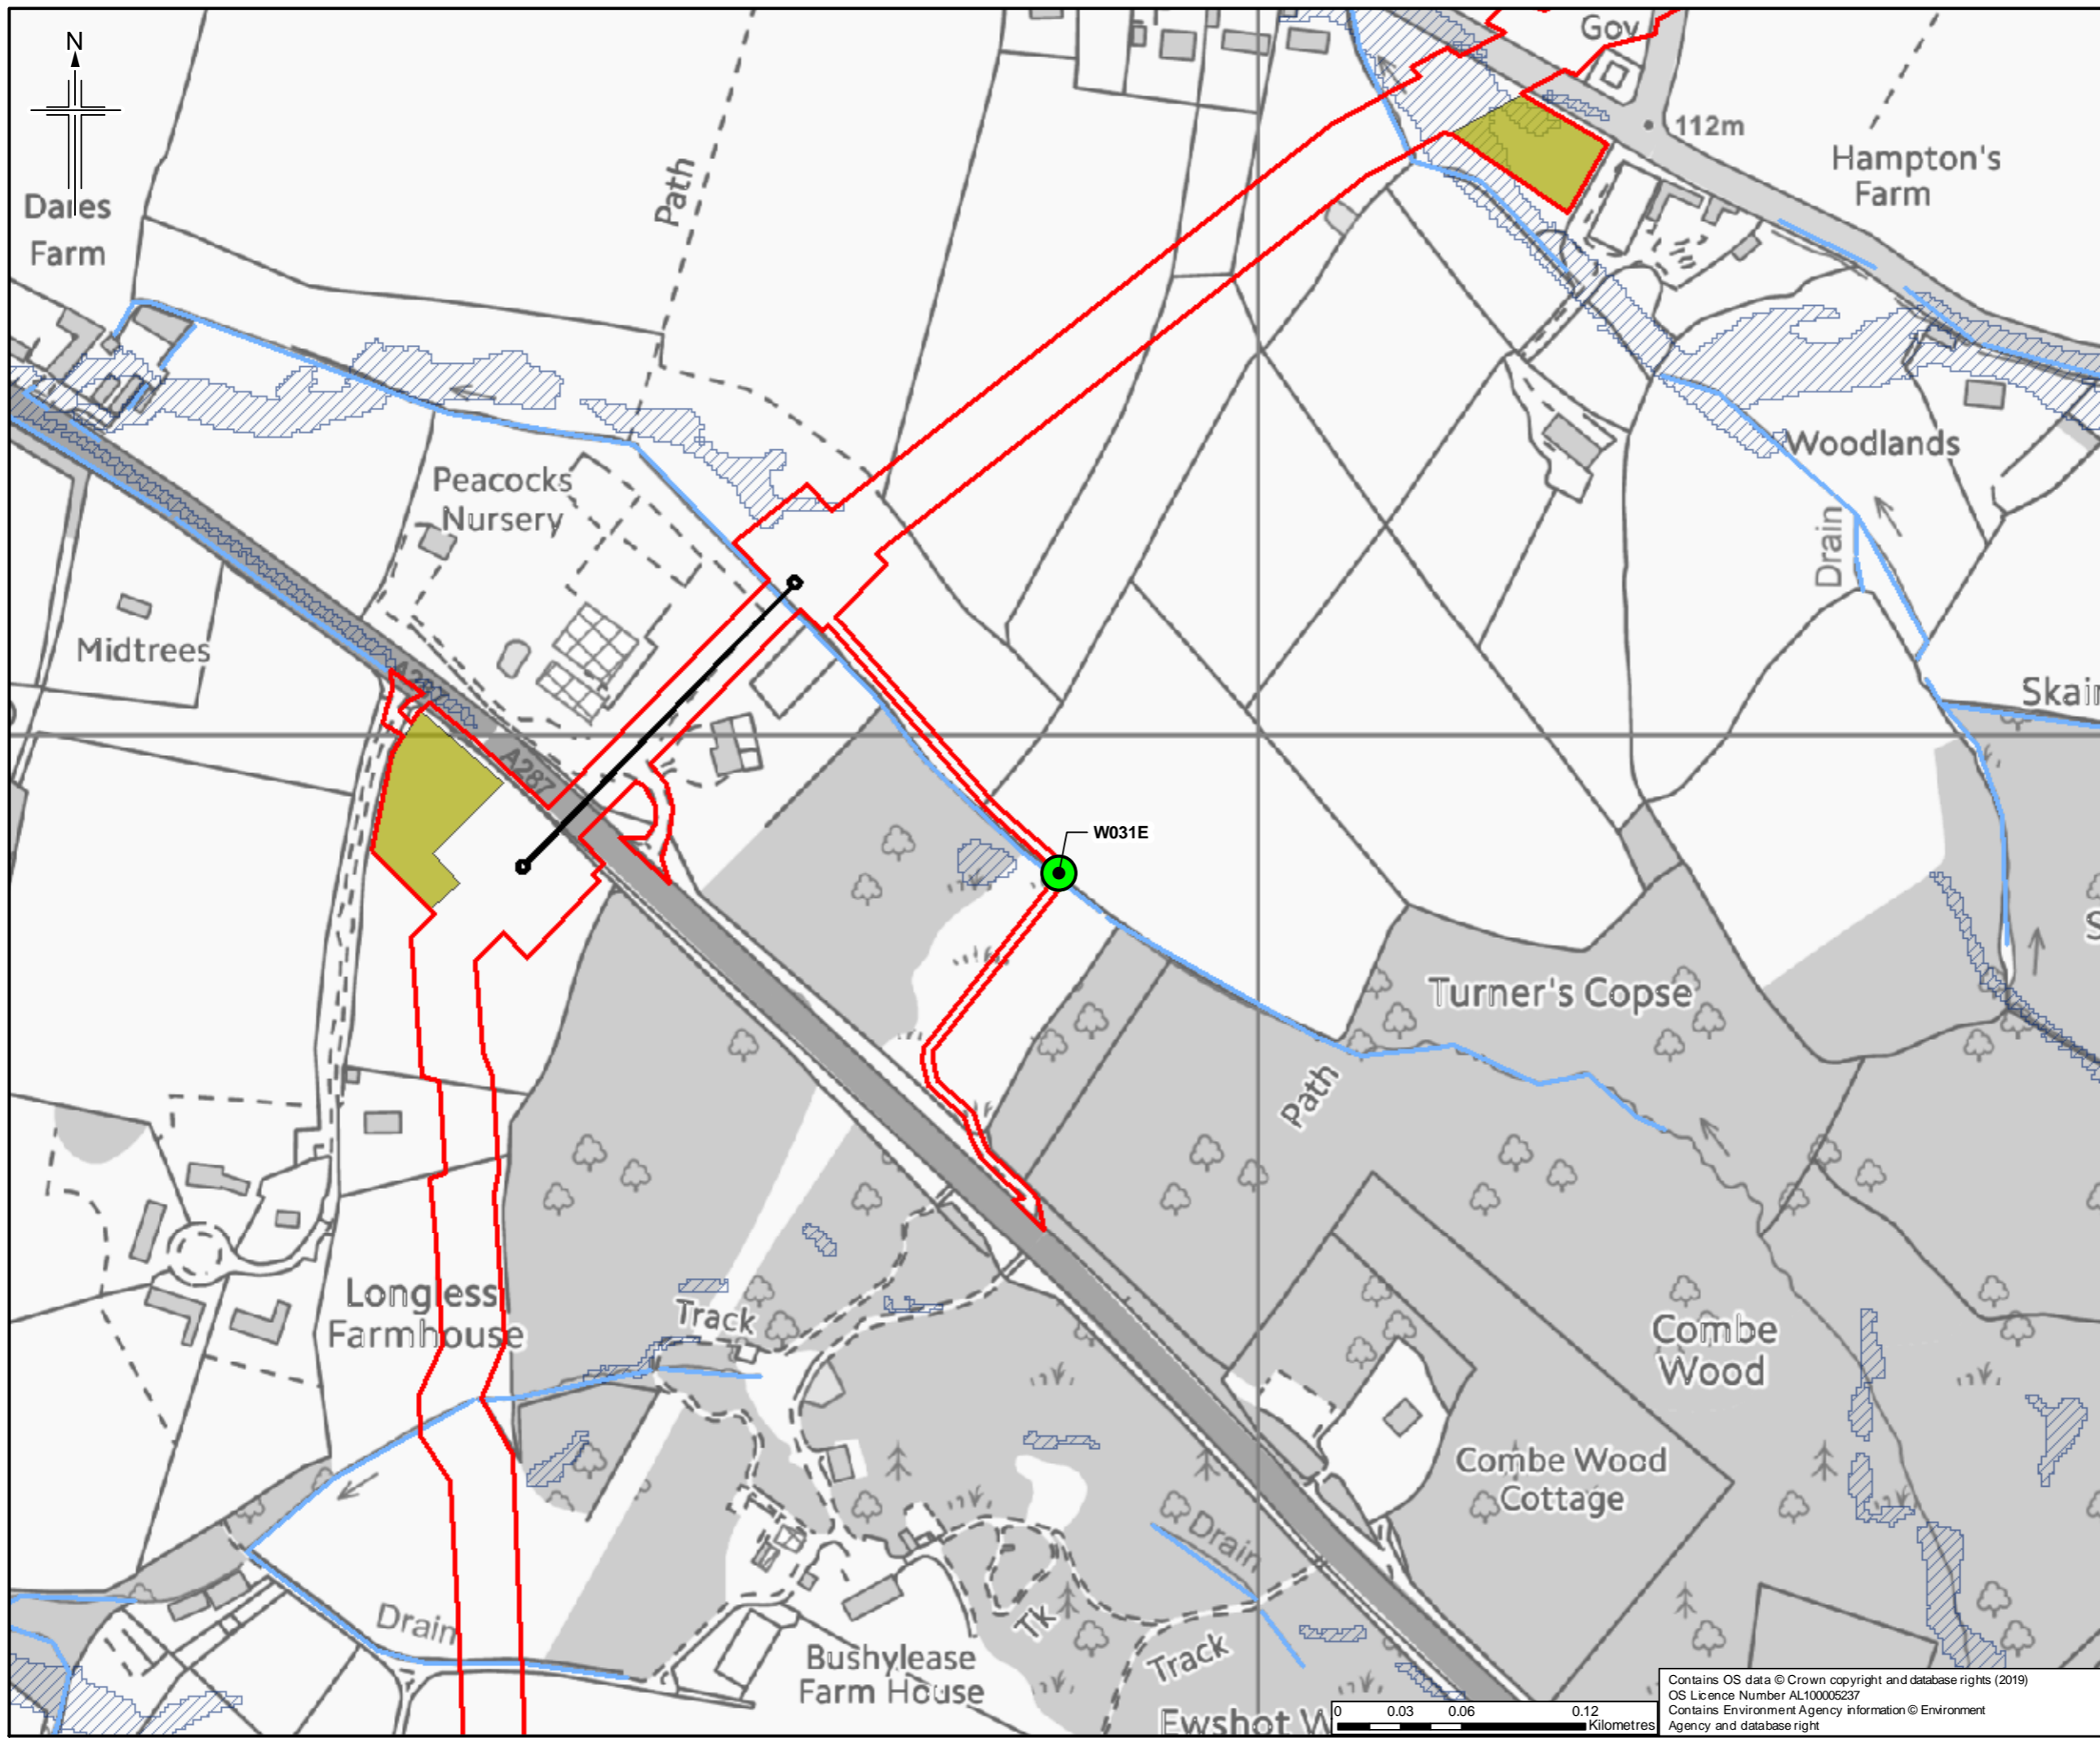 N
Gov
112m
Hampton's
Farm
Path
Dares
Farm
Peacocks
Nursery
Woodlands
Drain
Midtrees
A287
W031E
Turner's Copse
Path
Longless
Farmhouse
Track
Combe
Wood
Combe Wood
Cottage
Drain
Drain
Tk
Track
Bushylease
Farm House
0 0.03 0.06 0.12
Kilometres
Contains OS data © Crown copyright and database rights (2019)
OS Licence Number AL100005237
Contains Environment Agency information © Environment
Agency and database right